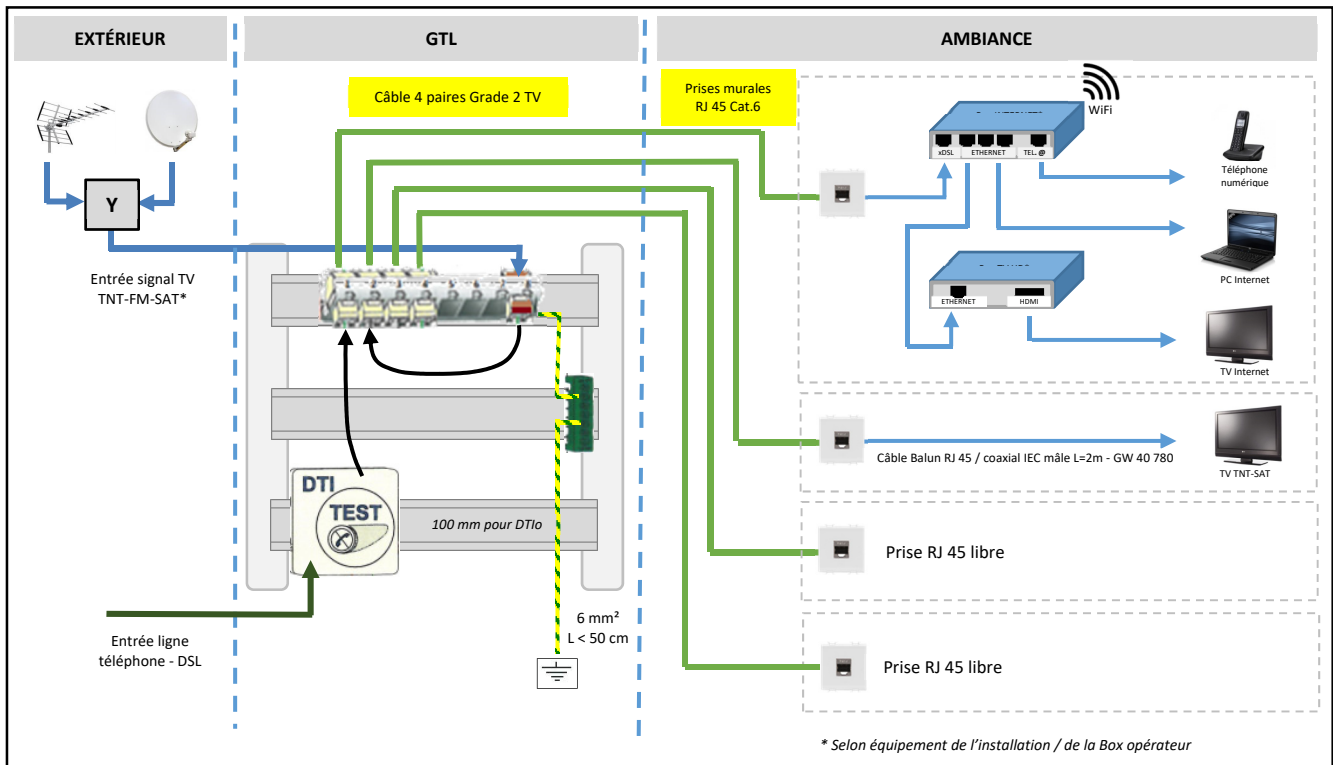 EXTÉRIEUR
GTL
AMBIANCE
Câble 4 paires Grade 2 TV
Prises murales
RJ 45 Cat.6
WiFi
xDSL
ETHERNET
TEL. @
Téléphone
numérique
Y
Entrée signal TV
TNT-FM-SAT*
PC Internet
ETHERNET
HDMI
TV Internet
Câble Balun RJ 45 / coaxial IEC mâle L=2m - GW 40 780
TV TNT-SAT
DTI
TEST
100 mm pour DTIo
Prise RJ 45 libre
6 mm²
L < 50 cm
Entrée ligne
téléphone - DSL
Prise RJ 45 libre
* Selon équipement de l'installation / de la Box opérateur